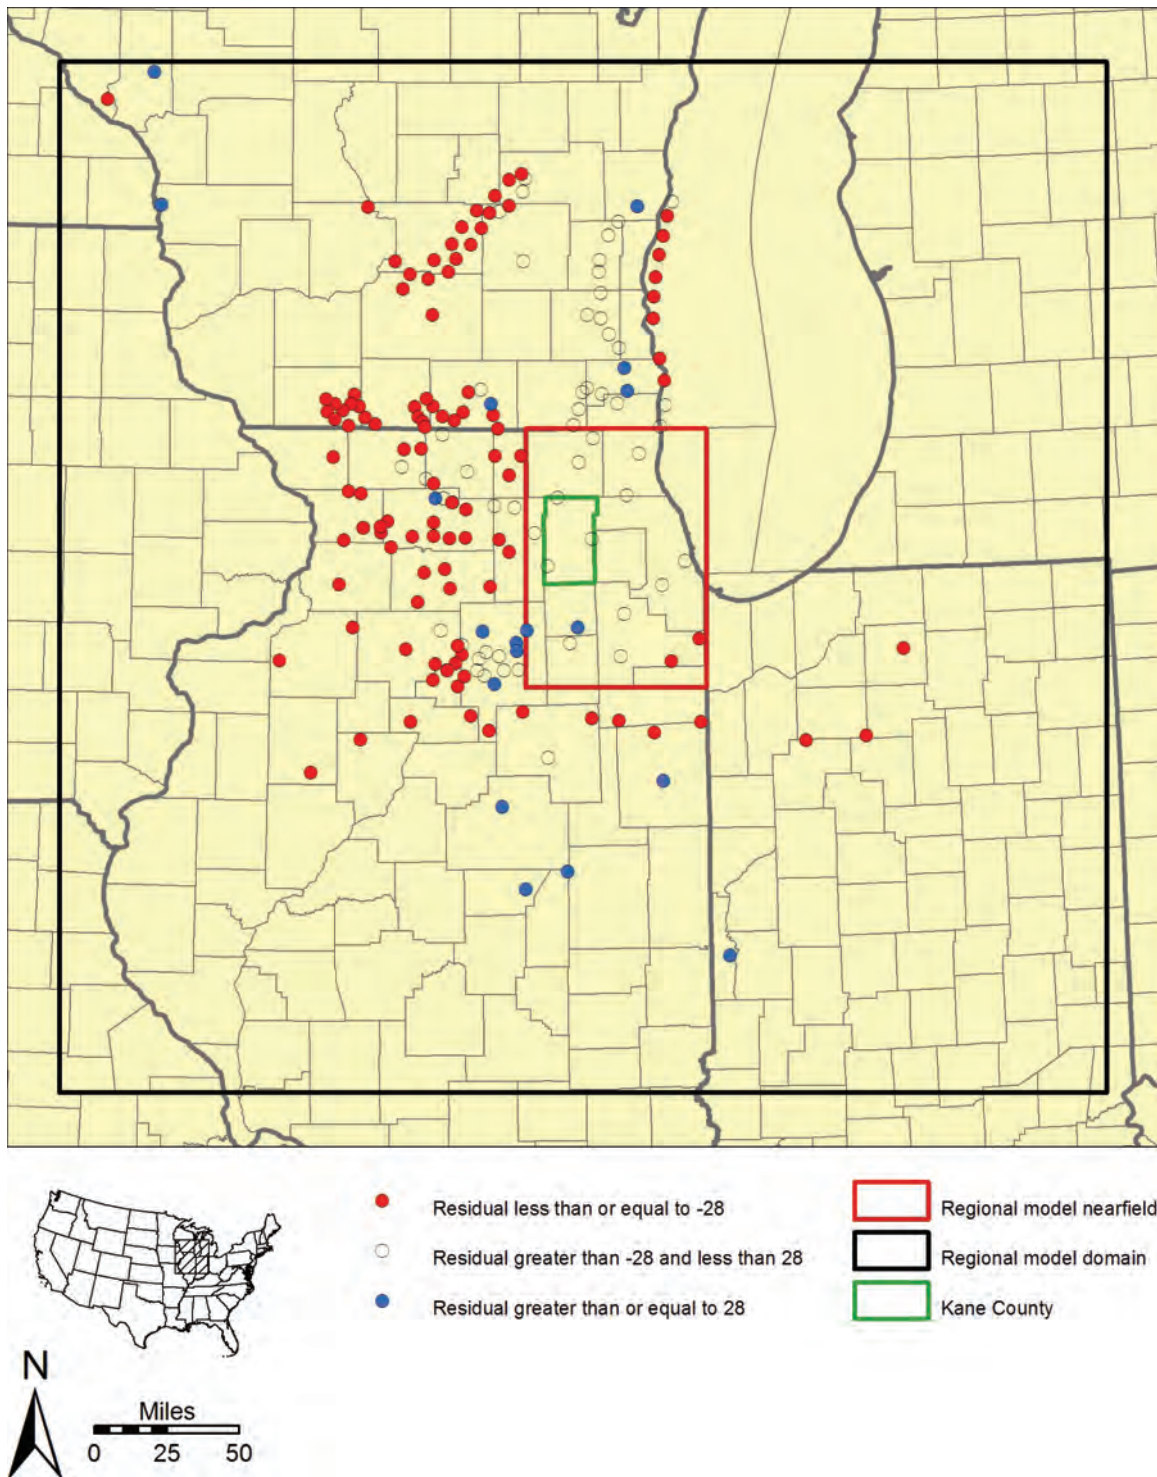 Residual less than or equal to -28
Residual greater than -28 and less than 28
Residual greater than or equal to 28
Regional model nearfield
Regional model domain
Kane County
N
Miles
0 25 50